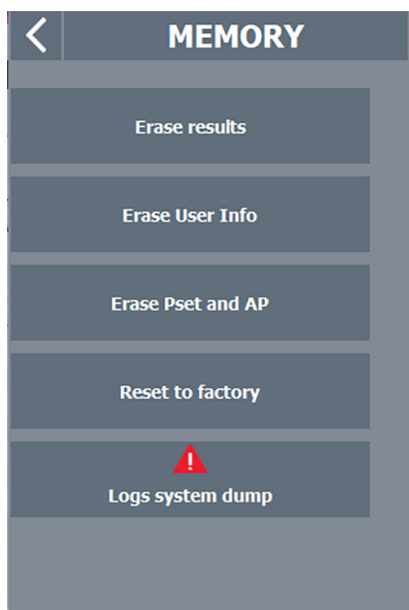 MEMORY
Erase results
Erase User Info
Erase Pset and AP
Reset to factory
Logs system dump